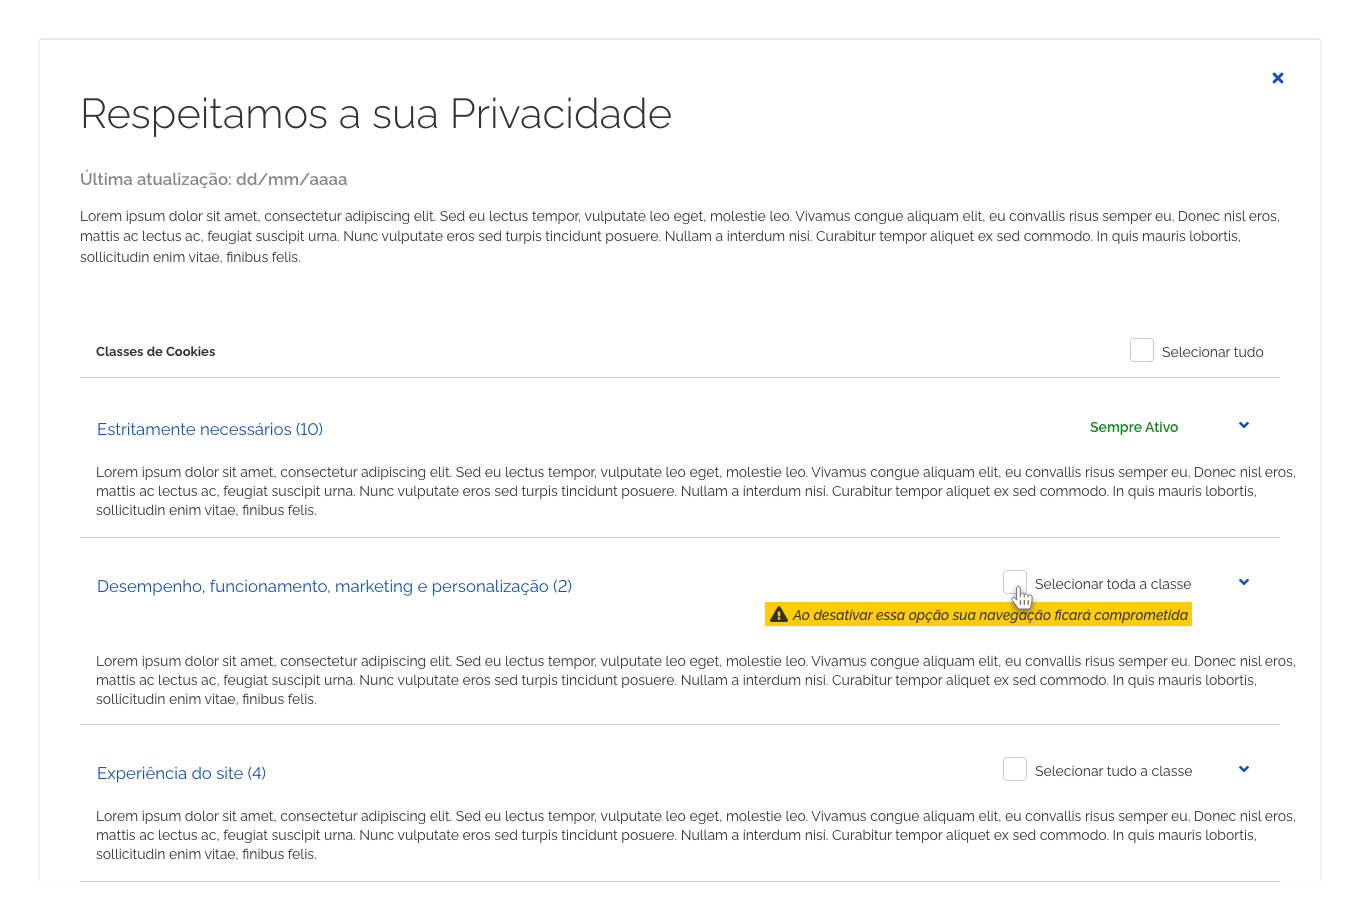 Respeitamos a sua Privacidade
Última atualização: dd/mm/aaaa
Lorem ipsum dolor sit amet, consectetur adipiscing elit. Sed eu lectus tempor, vulputate leo eget, molestie leo. Vivamus congue aliquam elit, eu convallis risus semper eu. Donec nisl eros,
mattis ac lectus ac, feugiat suscipit urna. Nunc vulputate eros sed turpis tincidunt posuere. Nullam a interdum nisi. Curabitur tempor aliquet ex sed commodo. In quis mauris lobortis,
sollicitudin enim vitae, finibus felis.
Classes de Cookies
Selecionar tudo
Estritamente necessários (10)
Sempre Ativo
Lorem ipsum dolor sit amet, consectetur adipiscing elit. Sed eu lectus tempor, vulputate leo eget, molestie leo. Vivamus congue aliquam elit, eu convallis risus semper eu. Donec nisl eros,
mattis ac lectus ac, feugiat suscipit urna. Nunc vulputate eros sed turpis tincidunt posuere. Nullam a interdum nisi. Curabitur tempor aliquet ex sed commodo. In quis mauris lobortis,
sollicitudin enim vitae, finibus felis.
Desempenho, funcionamento, marketing e personalização (2)
Selecionar toda a classe
Ao desativar essa opção sua navegação ficará comprometida
Lorem ipsum dolor sit amet, consectetur adipiscing elit. Sed eu lectus tempor, vulputate leo eget, molestie leo. Vivamus congue aliquam elit, eu convallis risus semper eu. Donec nisl eros,
mattis ac lectus ac, feugiat suscipit urna. Nunc vulputate eros sed turpis tincidunt posuere. Nullam a interdum nisi. Curabitur tempor aliquet ex sed commodo. In quis mauris lobortis,
sollicitudin enim vitae, finibus felis.
Experiência do site (4)
Selecionar tudo a classe
Lorem ipsum dolor sit amet, consectetur adipiscing elit. Sed eu lectus tempor, vulputate leo eget, molestie leo. Vivamus congue aliquam elit, eu convallis risus semper eu. Donec nisl eros,
mattis ac lectus ac, feugiat suscipit urna. Nunc vulputate eros sed turpis tincidunt posuere. Nullam a interdum nisi. Curabitur tempor aliquet ex sed commodo. In quis mauris lobortis,
sollicitudin enim vitae, finibus felis.